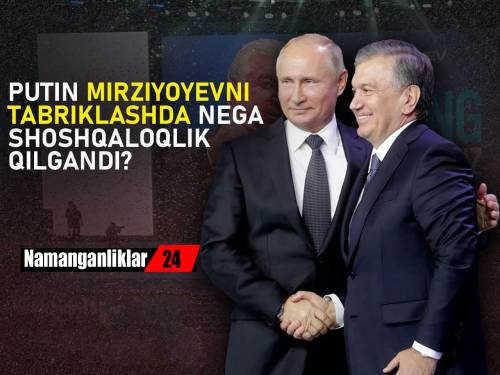 PUTIN MIRZIYOYEVNI
TABRIKLASHDA NEGA
SHOSHQALOQLIK
QILGANDI?
Namanganliklar 24